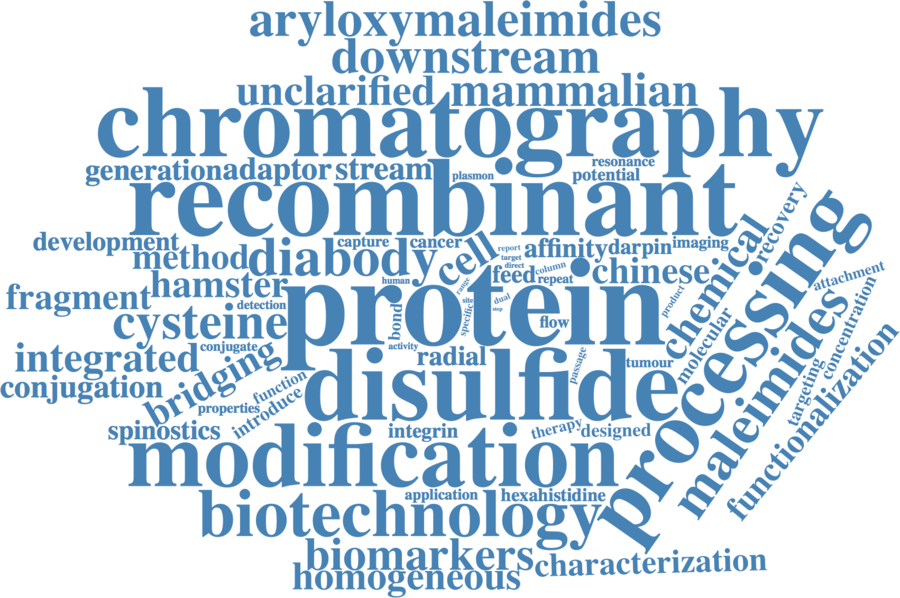 aryloxymaleimides
downstream
unclarified mammalian
chromatography
generation adaptor stream
plasmon
resonance
potential
recombinant
recovery
development
method
diabody
capture cancer
cell
report
target
direct
affinity darpin imaging
chemical
processing
fragment
hamster
human
range
feed column
repeat
chinese
product
attachment
detection
protein
site
specific
dual
step
flow
molecular
maleimides
concentration
cysteine
bond
activity
radial
passage
tumour
targeting
functionalization
integrated
conjugate
conjugation
bridging
function
introduce
properties
disulfide
spinostics
integrin
therapy
designed
modification
application hexahistidine
biotechnology
biomarkers
homogeneous
characterization